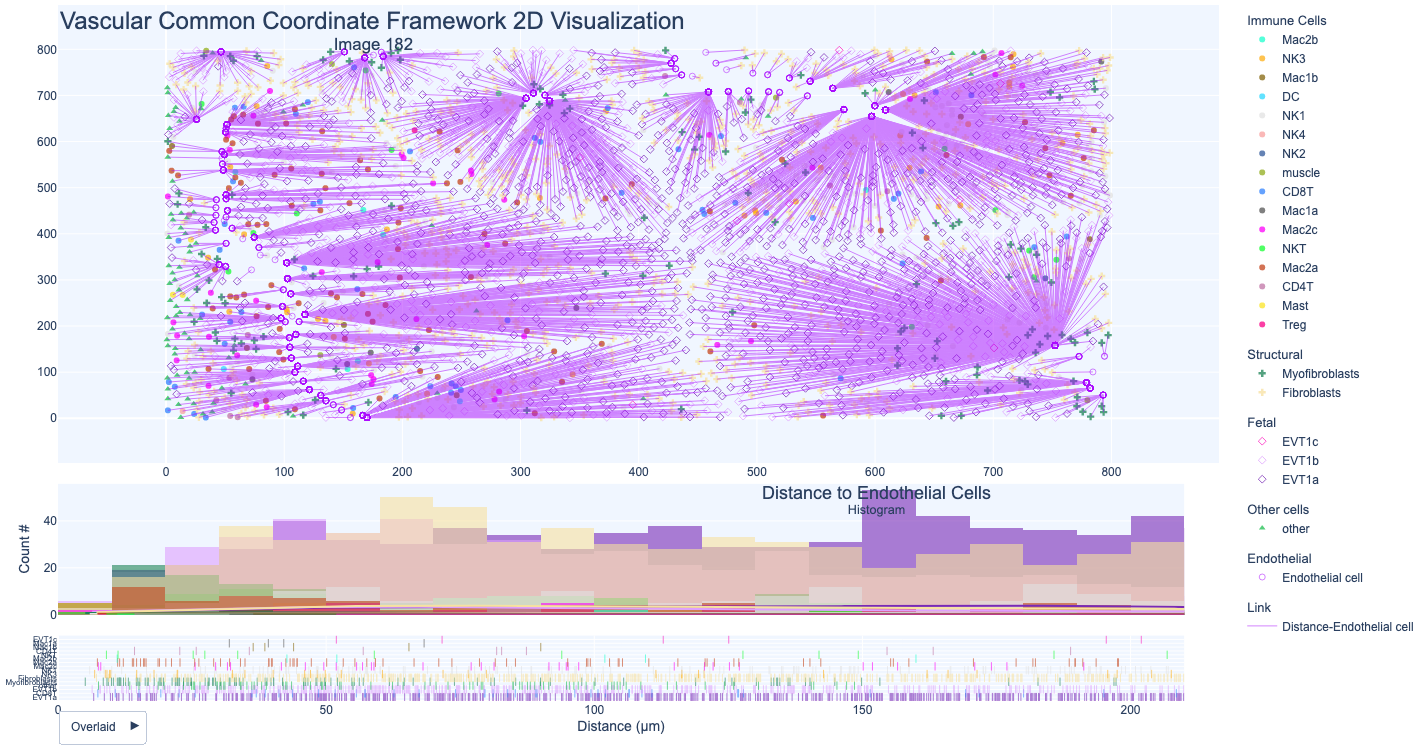 Vascular Common Coordinate Framework 2D Visualization
Image 182
800
700
600
500
400
300
200
100
0
0 100 200 300 400 500 600 700 800
Immune Cells
Mac2b
NK3
Mac1b
DC
NK1
NK4
NK2
muscle
CD8T
Mac1a
Mac2c
NKT
Mac2a
CD4T
Mast
Treg
Structural
Myofibroblasts
Fibroblasts
Fetal
EVT1c
EVT1b
EVT1a
Other cells
other
Endothelial
Endothelial cell
Link
Distance-Endothelial cell
Distance to Endothelial Cells
Histogram
Count #
40
20
0
EVT1c
Fibroblasts
Myofibroblasts
0 50 100 150 200
Distance (μm)
Overlaid ▶